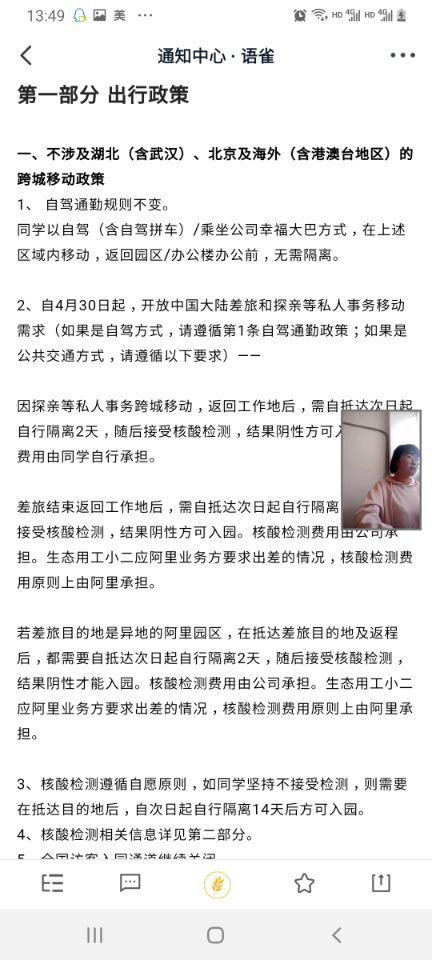 13:49 美 ··· HD 4G HD 4G
通知中心 · 语雀
第一部分 出行政策
一、不涉及湖北（含武汉）、北京及海外（含港澳台地区）的
跨城移动政策
1、 自驾通勤规则不变。
同学以自驾（含自驾拼车）/乘坐公司幸福大巴方式，在上述
区域内移动，返回园区/办公楼办公前，无需隔离。
2、自4月30日起，开放中国大陆差旅和探亲等私人事务移动
需求（如果是自驾方式，请遵循第1条自驾通勤政策；如果是
公共交通方式，请遵循以下要求）——
因探亲等私人事务跨城移动，返回工作地后，需自抵达次日起
自行隔离2天，随后接受核酸检测，结果阴性方可
费用由同学自行承担。
差旅结束返回工作地后，需自抵达次日起自行隔离
接受核酸检测，结果阴性方可入园。核酸检测费用由公司承
担。生态用工小二应阿里业务方要求出差的情况，核酸检测费
用原则上由阿里承担。
若差旅目的地是异地的阿里园区，在抵达差旅目的地及返程
后，都需要自抵达次日起自行隔离2天，随后接受核酸检测，
结果阴性才能入园。核酸检测费用由公司承担。生态用工小二
应阿里业务方要求出差的情况，核酸检测费用原则上由阿里承
担。
3、核酸检测遵循自愿原则，如同学坚持不接受检测，则需要
在抵达目的地后，自次日起自行隔离14天后方可入园。
4、核酸检测相关信息详见第二部分。
5、全国访客入园通道继续关闭